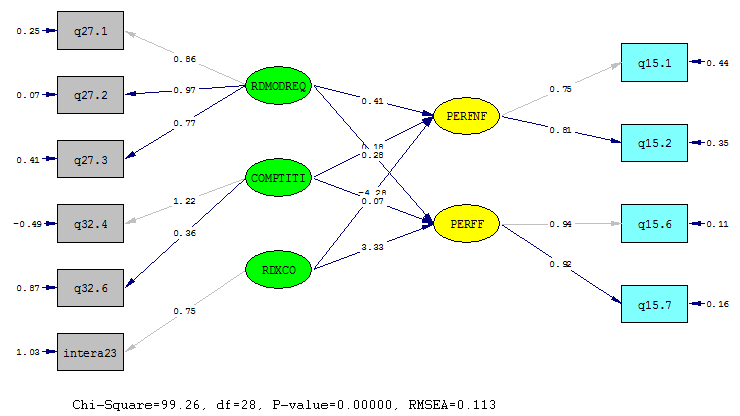 0.25 q27.1
0.07 q27.2
0.41 q27.3
-0.49 q32.4
0.87 q32.6
1.03 intera23
0.86
0.97
0.77
1.22
0.36
0.75
RDMODREQ
COMPTITI
RDXCO
0.41
0.18
0.28
-4.28
0.07
3.33
PERFNF
PERFF
0.75
0.81
0.94
0.92
q15.1 0.44
q15.2 0.35
q15.6 0.11
q15.7 0.16
Chi-Square=99.26, df=28, P-value=0.00000, RMSEA=0.113